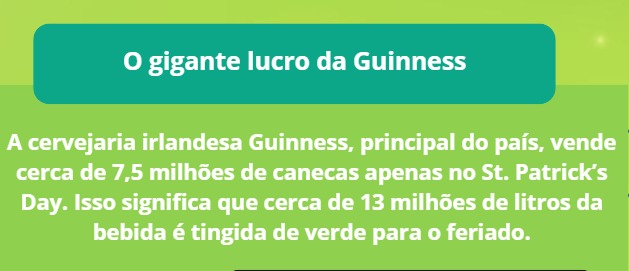 O gigante lucro da Guinness
A cervejaria irlandesa Guinness, principal do país, vende
cerca de 7,5 milhões de canecas apenas no St. Patrick’s
Day. Isso significa que cerca de 13 milhões de litros da
bebida é tingida de verde para o feriado.